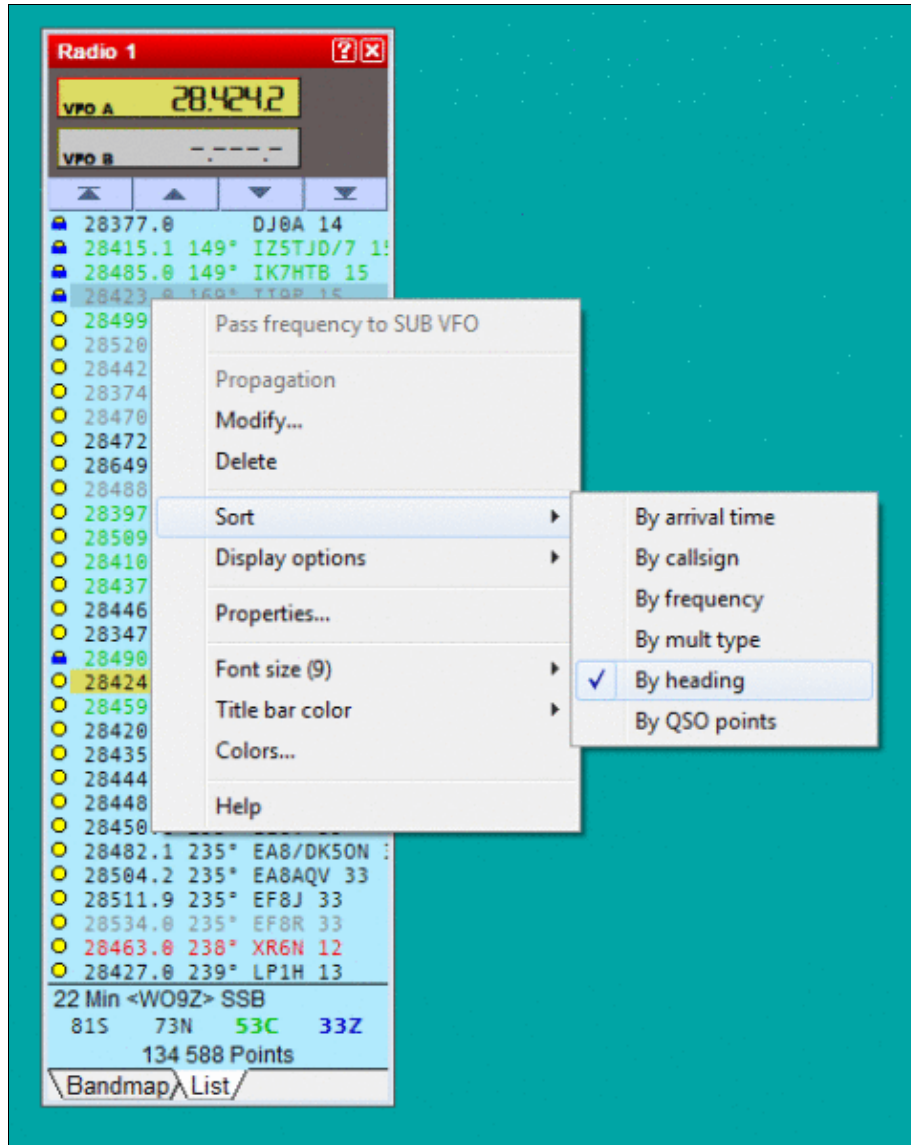 Radio 1
VFO A 28.424.2
VFO B -.---.-
28377.0 DJ0A 14
28415.1 149° IZ5TJD/7 15
28485.0 149° IK7HTB 15
28423.0 169°
28499
28520
28442
28374
28470
28472
28649
28488
28397
28509
28410
28437
28446
28347
28490
28424
28459
28420
28435
28444
28448
28450
28482.1 235° EA8/DK5ON
28504.2 235° EA8AQV 33
28511.9 235° EF8J 33
28534.0 235° EF8R 33
28463.0 238° XR6N 12
28427.0 239° LP1H 13
22 Min <WO9Z> SSB
81S 73N 53C 33Z
134 588 Points
Bandmap List
Pass frequency to SUB VFO
Propagation
Modify...
Delete
Sort
Display options
Properties...
Font size (9)
Title bar color
Colors...
Help
By arrival time
By callsign
By frequency
By mult type
By heading
By QSO points